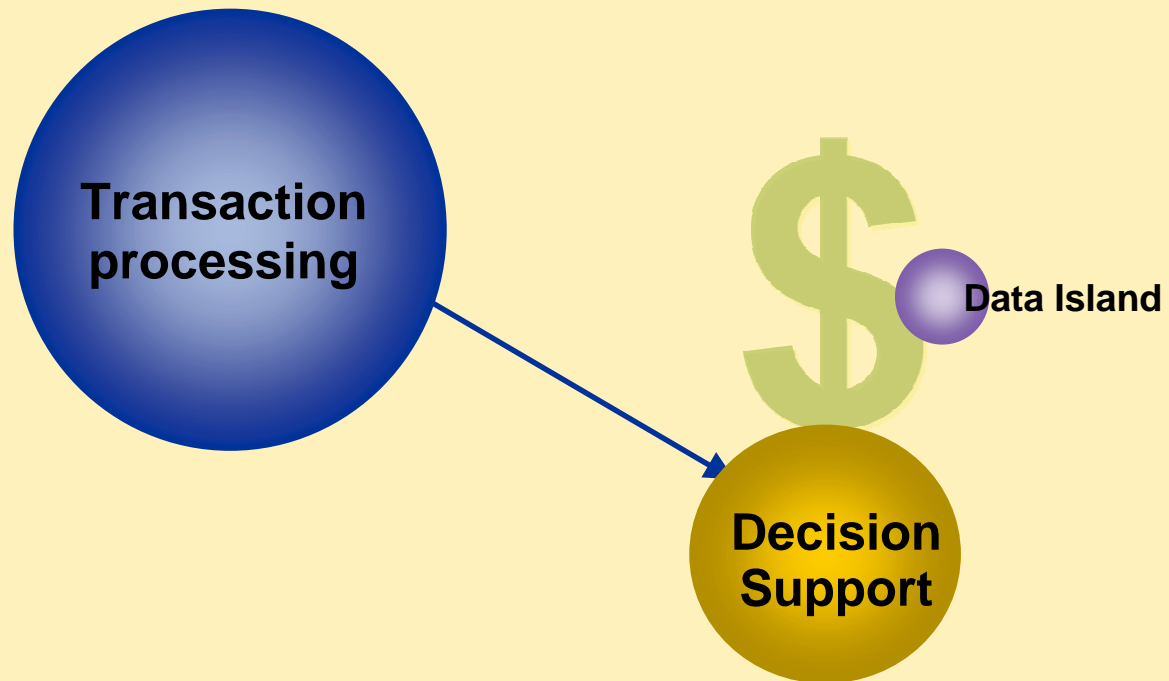 Transaction
processing
$
Data Island
Decision
Support